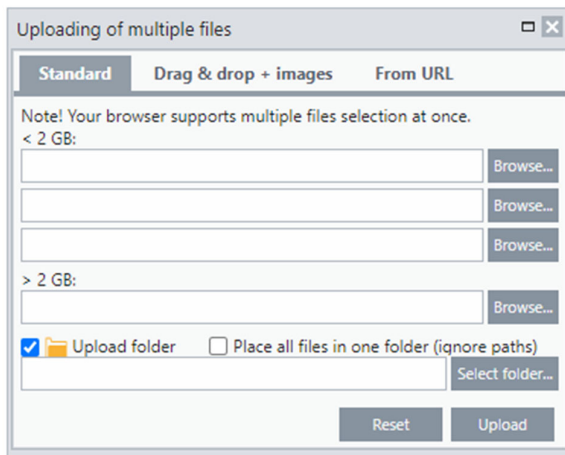 Uploading of multiple files
Standard Drag & drop + images From URL
Note! Your browser supports multiple files selection at once.
< 2 GB:
Browse...
Browse...
Browse...
> 2 GB:
Browse...
Upload folder Place all files in one folder (ignore paths)
Select folder...
Reset Upload